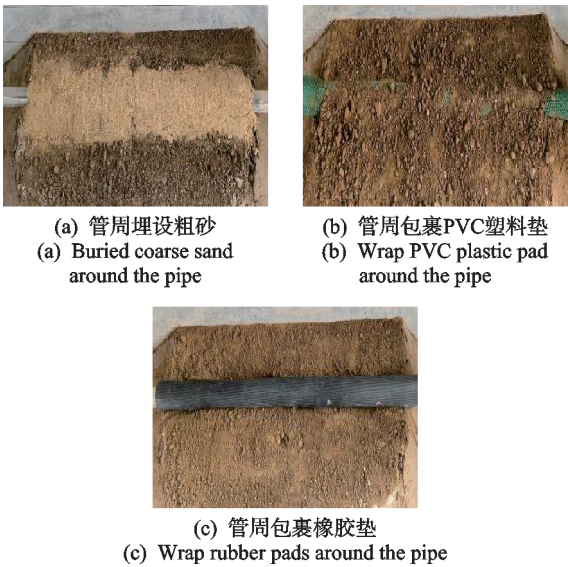 (a) 管周埋设粗砂
(a) Buried coarse sand
around the pipe
(b) 管周包裹PVC塑料垫
(b) Wrap PVC plastic pad
around the pipe
(c) 管周包裹橡胶垫
(c) Wrap rubber pads around the pipe